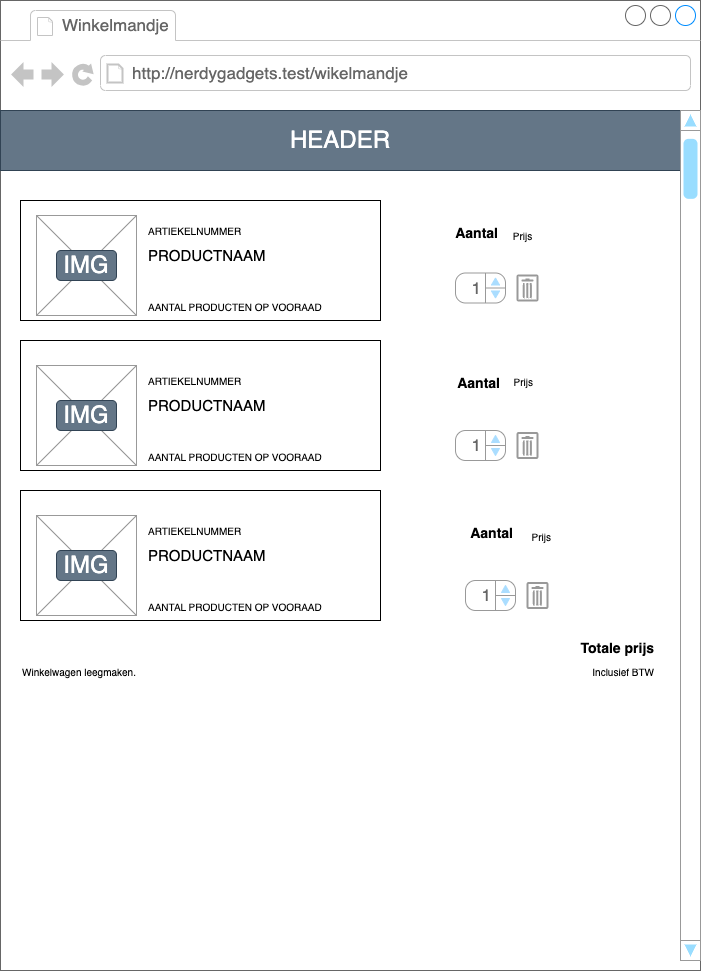 Winkelmandje
http://nerdygadgets.test/wikelmandje
HEADER
ARTIEKELNUMMER
IMG
PRODUCTNAAM
AANTAL PRODUCTEN OP VOORAAD
Aantal Prijs
1
ARTIEKELNUMMER
IMG
PRODUCTNAAM
AANTAL PRODUCTEN OP VOORAAD
Aantal Prijs
1
ARTIEKELNUMMER
IMG
PRODUCTNAAM
AANTAL PRODUCTEN OP VOORAAD
Aantal Prijs
1
Totale prijs
Winkelwagen leegmaken.
Inclusief BTW